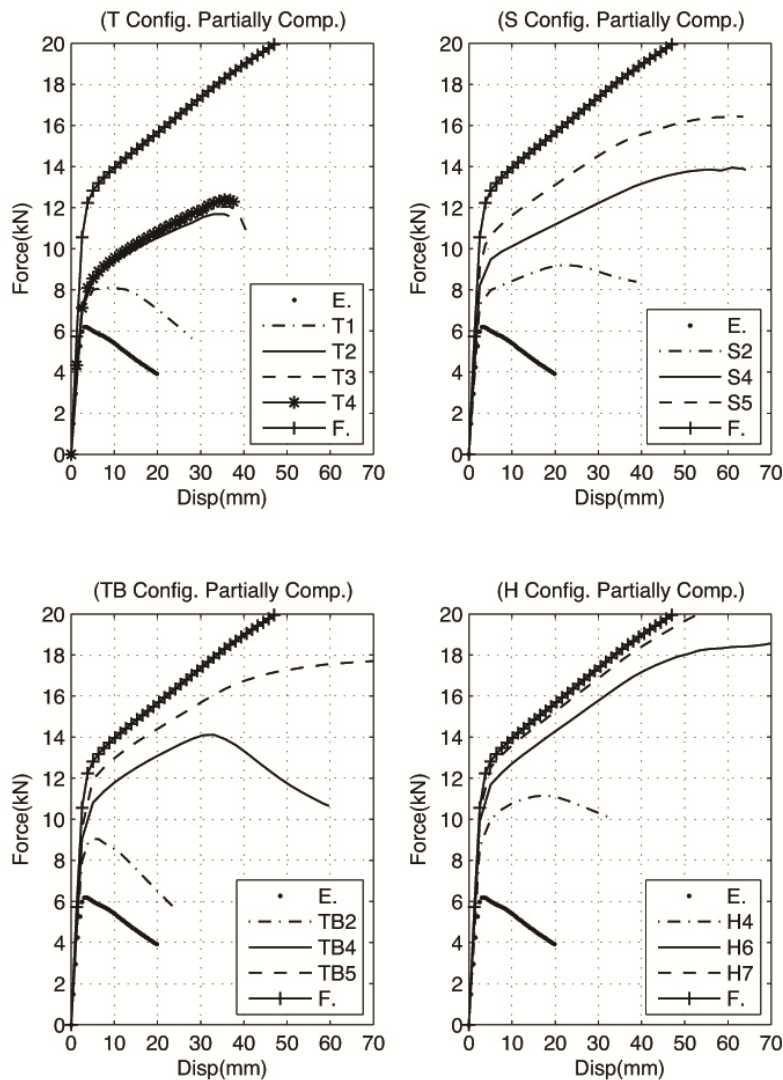 (T Config. Partially Comp.)
20
18
16
14
12
10
8
6
4
2
0
Force(kN)
E.
T1
T2
T3
T4
F.
0 10 20 30 40 50 60 70
Disp(mm)
(S Config. Partially Comp.)
20
18
16
14
12
10
8
6
4
2
0
Force(kN)
E.
S2
S4
S5
F.
0 10 20 30 40 50 60 70
Disp(mm)
(TB Config. Partially Comp.)
20
18
16
14
12
10
8
6
4
2
0
Force(kN)
E.
TB2
TB4
TB5
F.
0 10 20 30 40 50 60 70
Disp(mm)
(H Config. Partially Comp.)
20
18
16
14
12
10
8
6
4
2
0
Force(kN)
E.
H4
H6
H7
F.
0 10 20 30 40 50 60 70
Disp(mm)